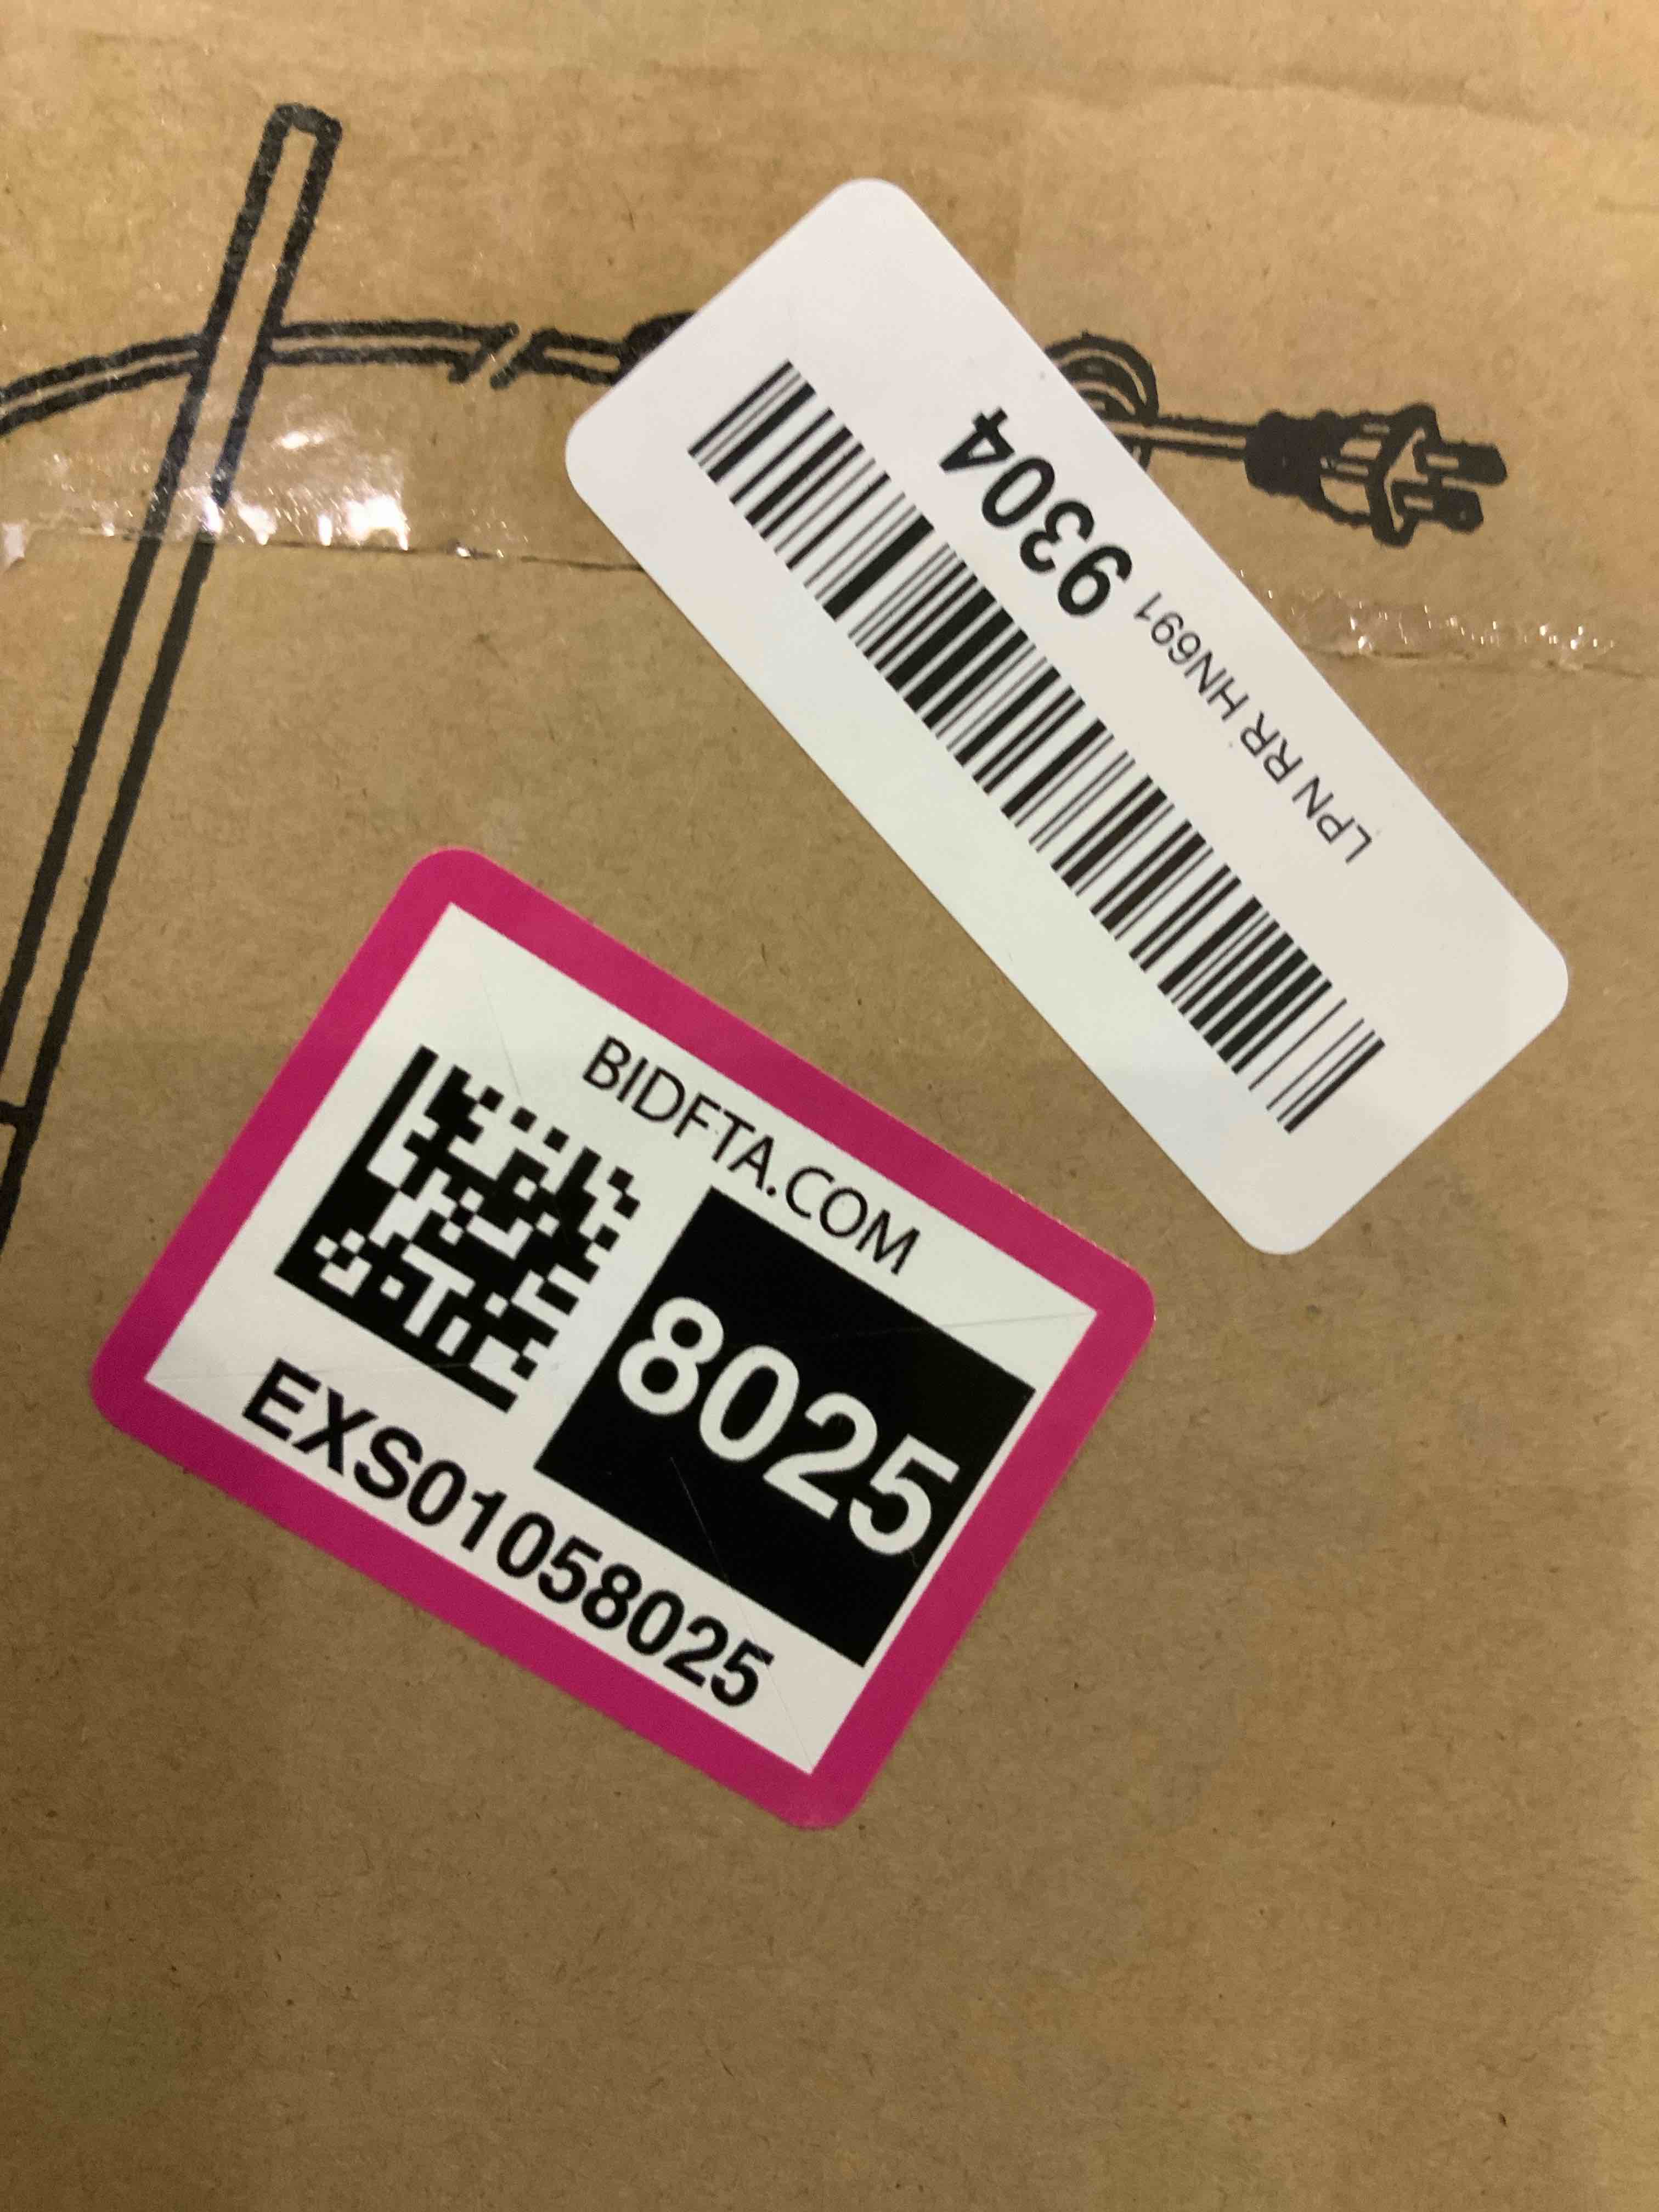 LPN RR HN691 9304
BIDFTA.COM
8025
EXS01058025